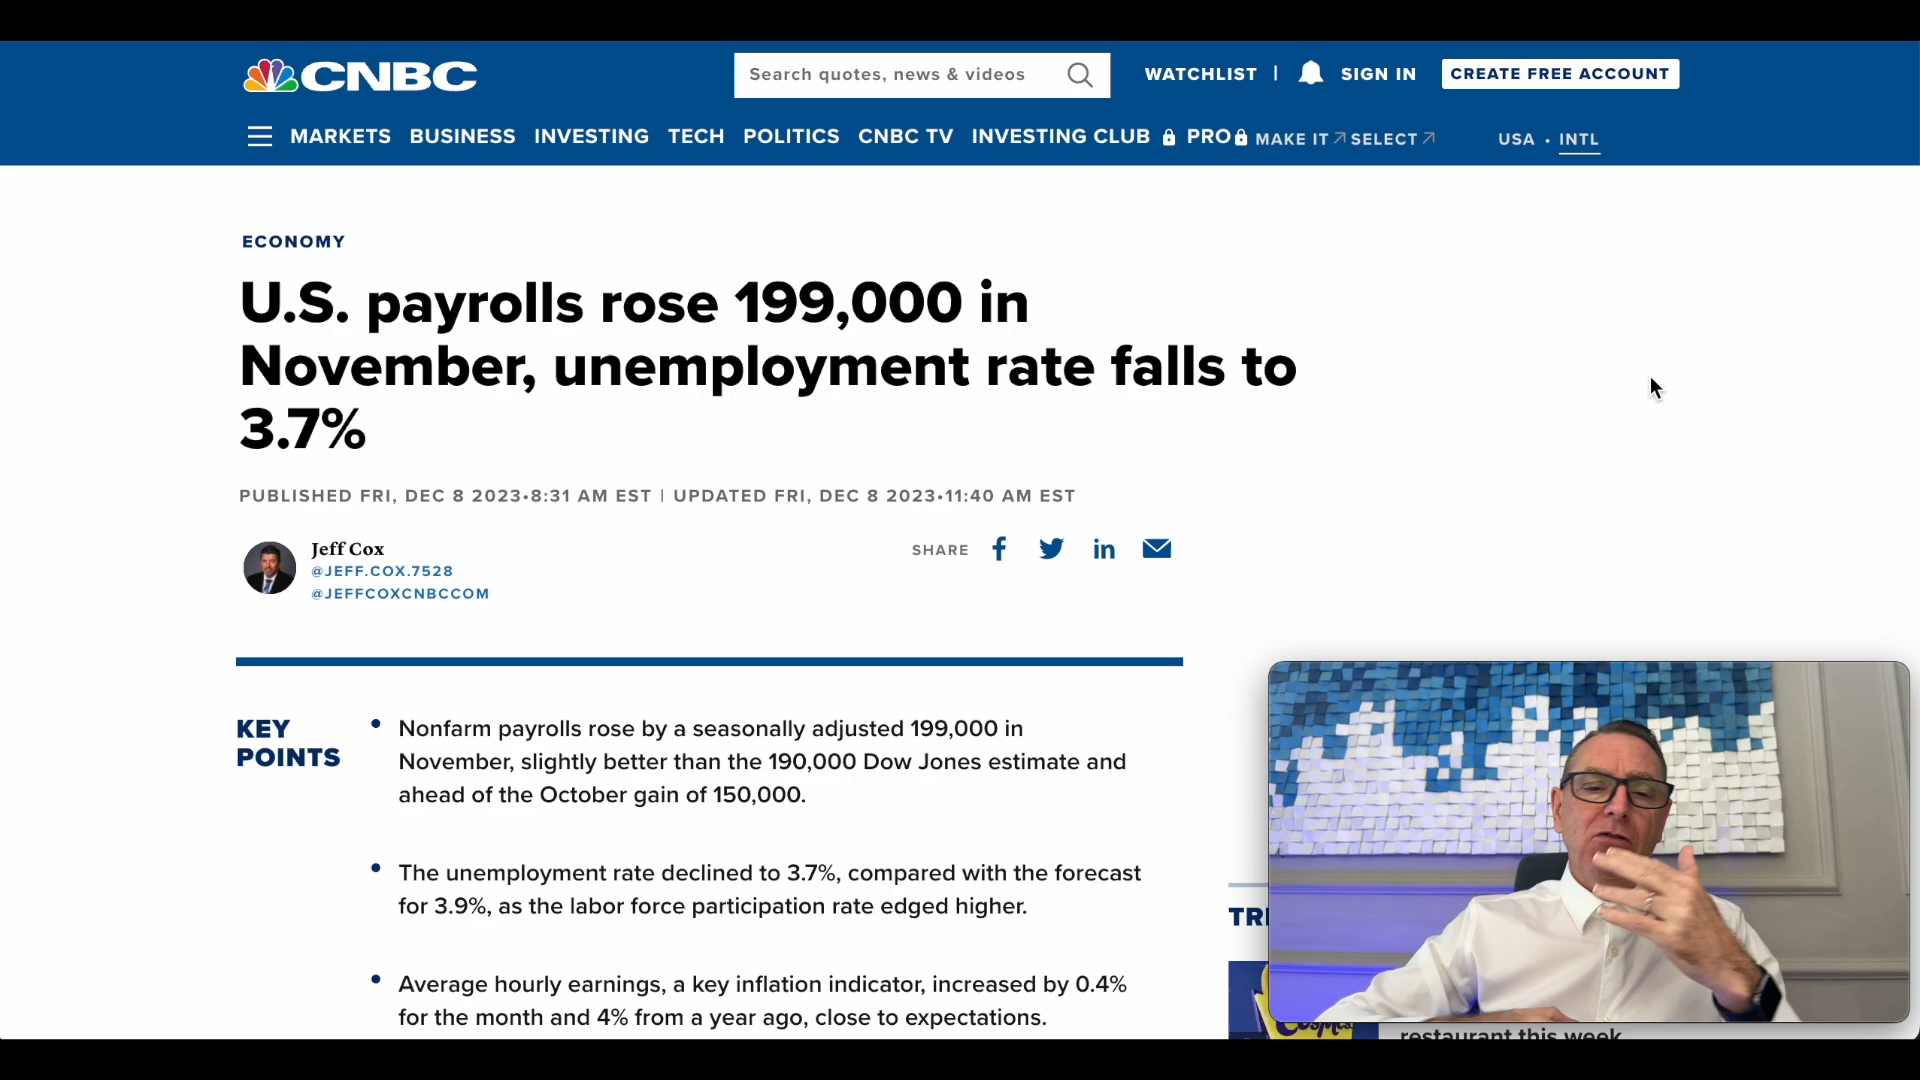 CNBC
Search quotes, news & videos
WATCHLIST | SIGN IN
CREATE FREE ACCOUNT
MARKETS BUSINESS INVESTING TECH POLITICS CNBC TV INVESTING CLUB PRO MAKE IT SELECT USA • INTL
ECONOMY
U.S. payrolls rose 199,000 in
November, unemployment rate falls to
3.7%
PUBLISHED FRI, DEC 8 2023•8:31 AM EST | UPDATED FRI, DEC 8 2023•11:40 AM EST
Jeff Cox
@JEFF.COX.7528
@JEFFCOXCNBCCOM
SHARE
KEY
POINTS
• Nonfarm payrolls rose by a seasonally adjusted 199,000 in
November, slightly better than the 190,000 Dow Jones estimate and
ahead of the October gain of 150,000.
• The unemployment rate declined to 3.7%, compared with the forecast
for 3.9%, as the labor force participation rate edged higher.
• Average hourly earnings, a key inflation indicator, increased by 0.4%
for the month and 4% from a year ago, close to expectations.
restaurant this week